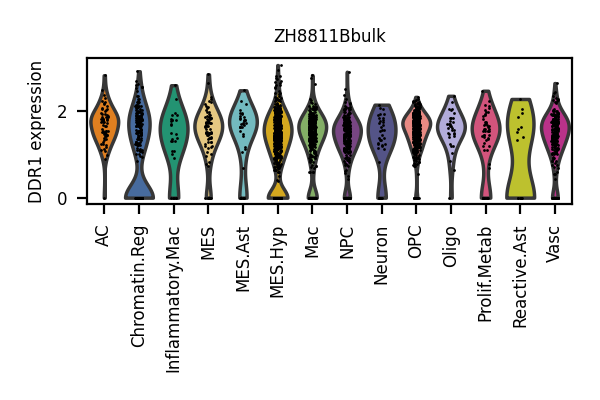 ZH8811Bbulk
DDR1 expression
2
0
AC
Chromatin.Reg
Inflammatory.Mac
MES
MES.Ast
MES.Hyp
Mac
NPC
Neuron
OPC
Oligo
Prolif.Metab
Reactive.Ast
Vasc